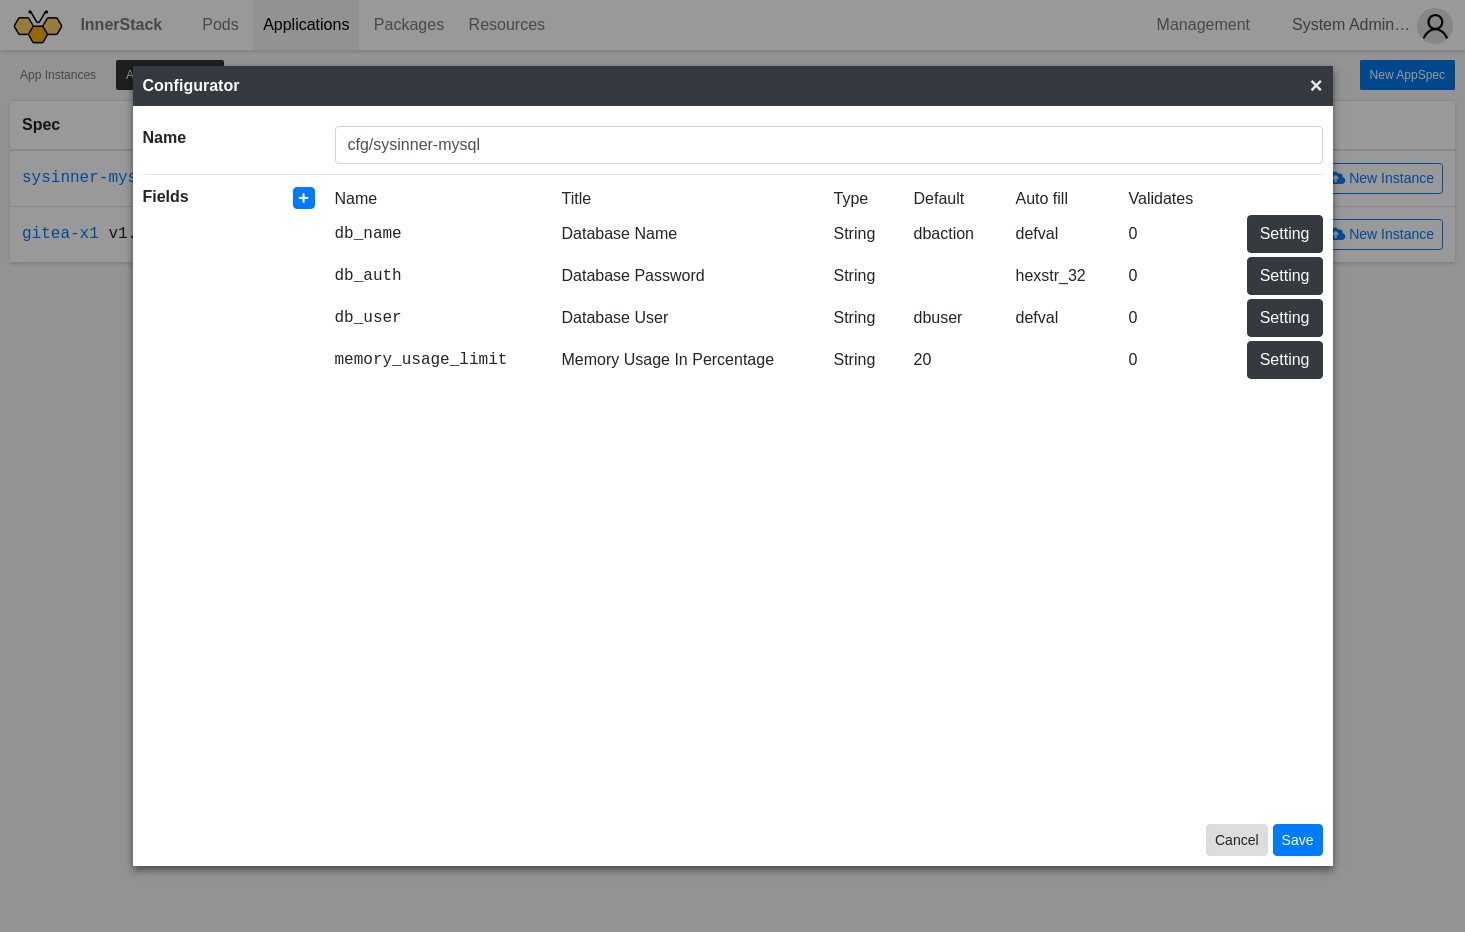 InnerStack Pods Applications Packages Resources Management System Admin…
App Instances New AppSpec
Configurator ×
Spec
Name cfg/sysinner-mysql
sysinner-mys New Instance
Fields + Name Title Type Default Auto fill Validates
gitea-x1 v1. New Instance
db_name Database Name String dbaction defval 0 Setting
db_auth Database Password String hexstr_32 0 Setting
db_user Database User String dbuser defval 0 Setting
memory_usage_limit Memory Usage In Percentage String 20 0 Setting
Cancel Save